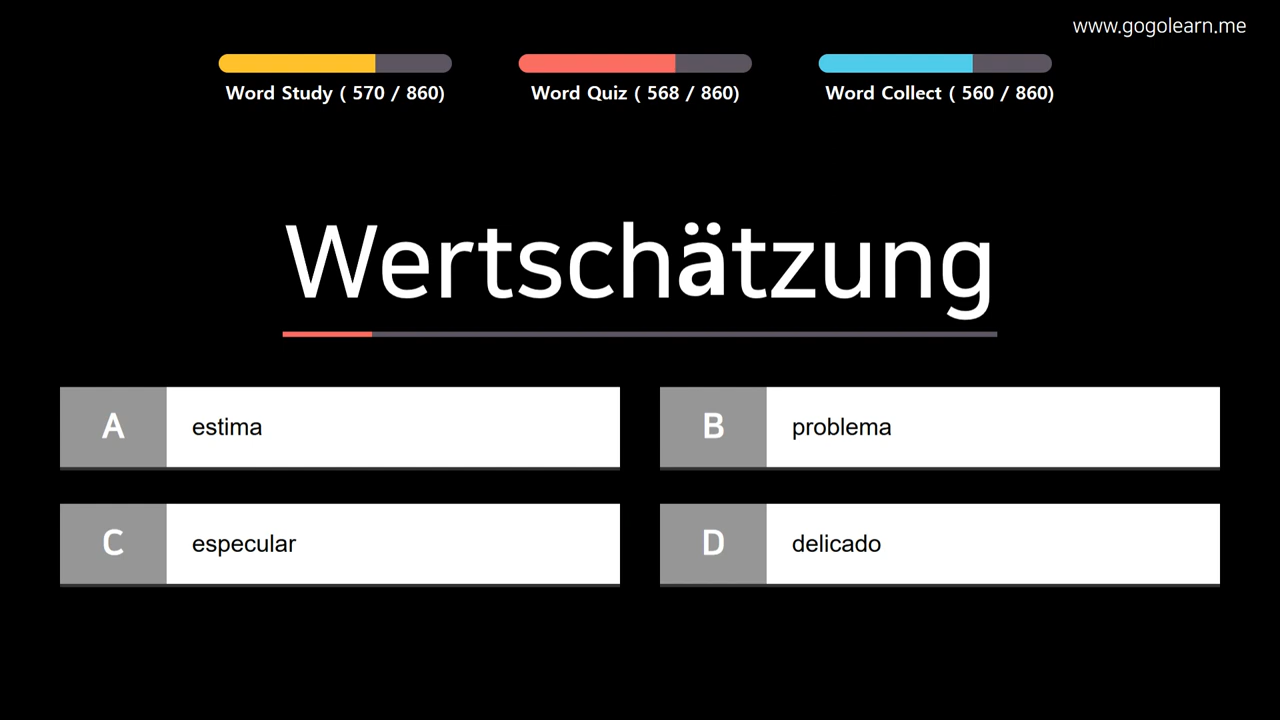 www.gogolearn.me
Word Study ( 570 / 860)
Word Quiz ( 568 / 860)
Word Collect ( 560 / 860)
Wertschätzung
A
estima
B
problema
C
especular
D
delicado